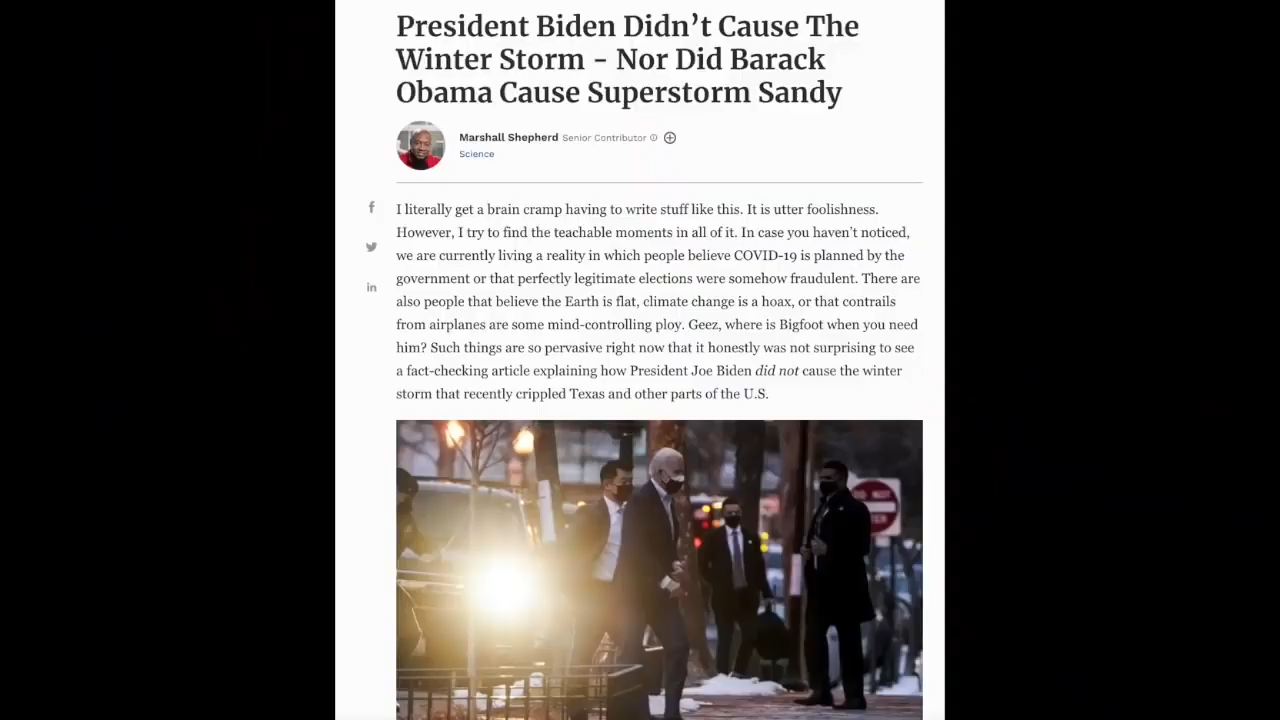 President Biden Didn’t Cause The
Winter Storm - Nor Did Barack
Obama Cause Superstorm Sandy
Marshall Shepherd Senior Contributor
Science
I literally get a brain cramp having to write stuff like this. It is utter foolishness.
However, I try to find the teachable moments in all of it. In case you haven’t noticed,
we are currently living a reality in which people believe COVID-19 is planned by the
government or that perfectly legitimate elections were somehow fraudulent. There are
also people that believe the Earth is flat, climate change is a hoax, or that contrails
from airplanes are some mind-controlling ploy. Geez, where is Bigfoot when you need
him? Such things are so pervasive right now that it honestly was not surprising to see
a fact-checking article explaining how President Joe Biden did not cause the winter
storm that recently crippled Texas and other parts of the U.S.